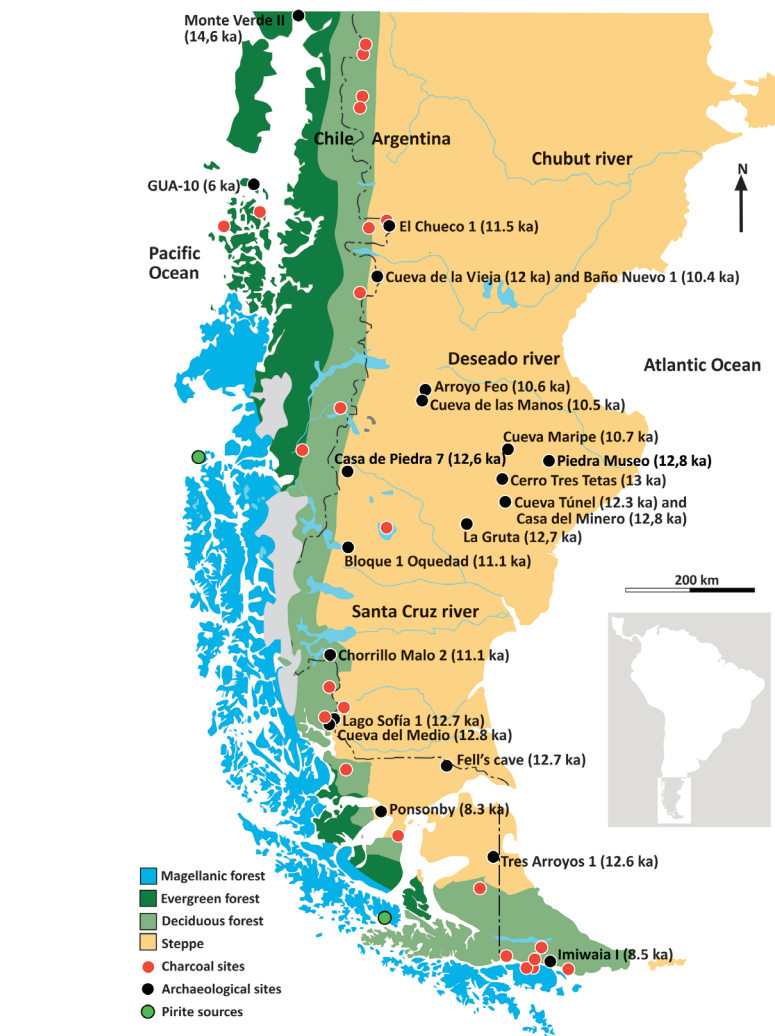 Monte Verde II
(14,6 ka)
Chile
Argentina
Chubut river
N
GUA-10 (6 ka)
El Chueco 1 (11.5 ka)
Pacific
Ocean
Cueva de la Vieja (12 ka) and Baño Nuevo 1 (10.4 ka)
Deseado river
Atlantic Ocean
Arroyo Feo (10.6 ka)
Cueva de las Manos (10.5 ka)
Cueva Maripe (10.7 ka)
Casa de Piedra 7 (12,6 ka)
Piedra Museo (12,8 ka)
Cerro Tres Tetas (13 ka)
Cueva Túnel (12.3 ka) and
Casa del Minero (12,8 ka)
La Gruta (12,7 ka)
Bloque 1 Oquedad (11.1 ka)
200 km
Santa Cruz river
Chorrillo Malo 2 (11.1 ka)
Lago Sofía 1 (12.7 ka)
Cueva del Medio (12.8 ka)
Fell's cave (12.7 ka)
Ponsonby (8.3 ka)
Tres Arroyos 1 (12.6 ka)
Magellanic forest
Evergreen forest
Deciduous forest
Steppe
Charcoal sites
Archaeological sites
Pirite sources
Imiwaia I (8.5 ka)